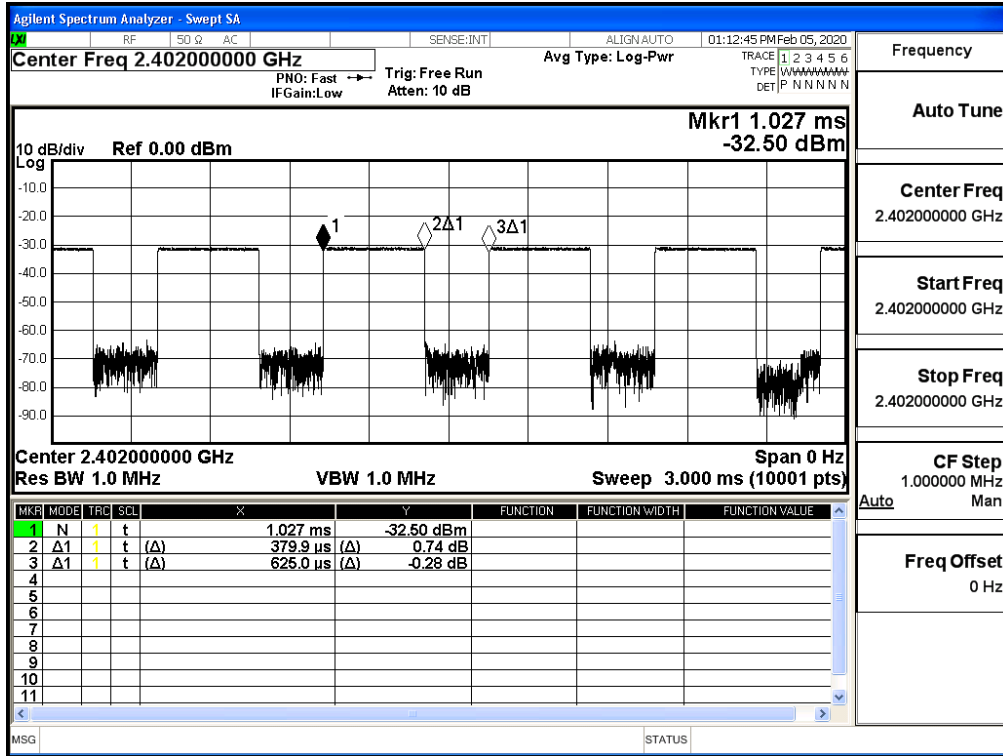 Agilent Spectrum Analyzer - Swept SA
LXI RF 50 Ω AC SENSE:INT ALIGN AUTO 01:12:45 PM Feb 05, 2020
Center Freq 2.402000000 GHz
PNO: Fast
IFGain:Low
Trig: Free Run
Atten: 10 dB
Avg Type: Log-Pwr
TRACE 1 2 3 4 5 6
TYPE WWWWWW
DET P N N N N N
Mkr1 1.027 ms
-32.50 dBm
10 dB/div Ref 0.00 dBm
Log
-10.0
-20.0
-30.0
-40.0
-50.0
-60.0
-70.0
-80.0
-90.0
1
2Δ1
3Δ1
Center 2.402000000 GHz Span 0 Hz
Res BW 1.0 MHz VBW 1.0 MHz Sweep 3.000 ms (10001 pts)
MKR MODE TRC SCL X Y FUNCTION FUNCTION WIDTH FUNCTION VALUE
1 N 1 t 1.027 ms -32.50 dBm
2 Δ1 1 t (Δ) 379.9 µs (Δ) 0.74 dB
3 Δ1 1 t (Δ) 625.0 µs (Δ) -0.28 dB
4
5
6
7
8
9
10
11
MSG STATUS
Frequency
Auto Tune
Center Freq
2.402000000 GHz
Start Freq
2.402000000 GHz
Stop Freq
2.402000000 GHz
CF Step
1.000000 MHz
Auto Man
Freq Offset
0 Hz